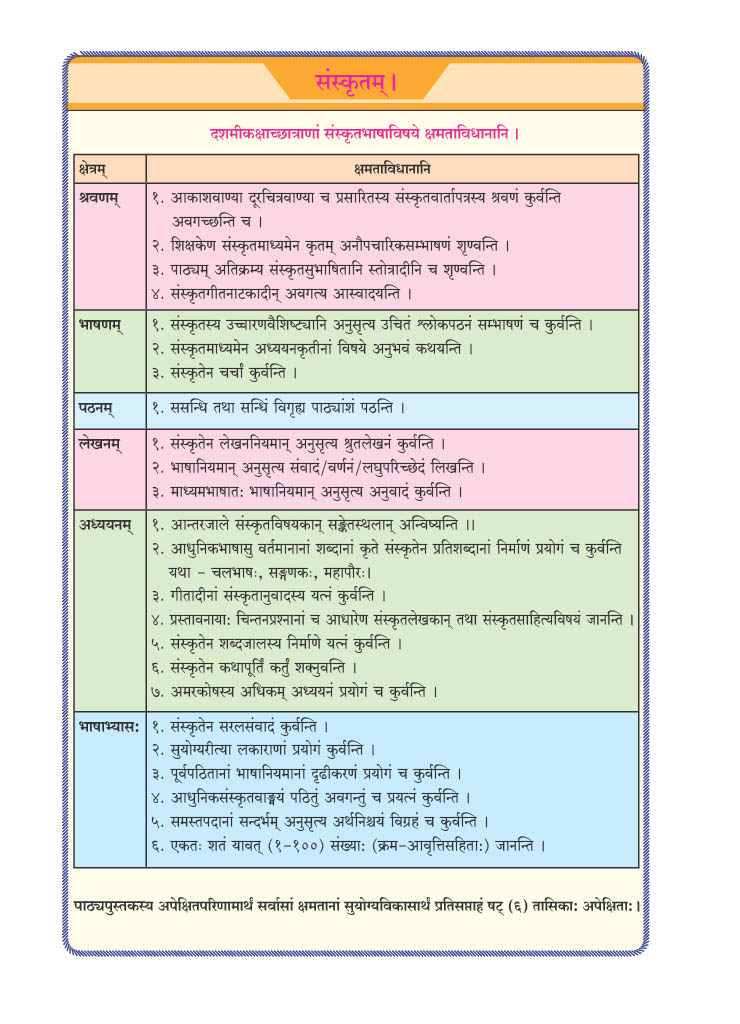 संस्कृतम् ।
दशमीकक्षाच्छात्राणां संस्कृतभाषाविषये क्षमताविधानानि ।
क्षेत्रम् क्षमताविधानानि
श्रवणम् १. आकाशवाण्या दूरचित्रवाण्या च प्रसारितस्य संस्कृतवार्तापत्रस्य श्रवणं कुर्वन्ति
अवगच्छन्ति च ।
२. शिक्षकेण संस्कृतमाध्यमेन कृतम् अनौपचारिकसम्भाषणं शृण्वन्ति ।
३. पाठ्यम् अतिक्रम्य संस्कृतसुभाषितानि स्तोत्रादीनि च शृण्वन्ति ।
४. संस्कृतगीतनाटकादीन् अवगत्य आस्वादयन्ति ।
भाषणम् १. संस्कृतस्य उच्चारणवैशिष्ट्यानि अनुसृत्य उचितं श्लोकपठनं सम्भाषणं च कुर्वन्ति ।
२. संस्कृतमाध्यमेन अध्ययनकृतीनां विषये अनुभवं कथयन्ति ।
३. संस्कृतेन चर्चां कुर्वन्ति ।
पठनम् १. ससन्धि तथा सन्धिं विगृह्य पाठ्यांशं पठन्ति ।
लेखनम् १. संस्कृतेन लेखननियमान् अनुसृत्य श्रुतलेखनं कुर्वन्ति ।
२. भाषानियमान् अनुसृत्य संवादं/वर्णनं/लघुपरिच्छेदं लिखन्ति ।
३. माध्यमभाषात: भाषानियमान् अनुसृत्य अनुवादं कुर्वन्ति ।
अध्ययनम् १. आन्तरजाले संस्कृतविषयकान् सङ्केतस्थलान् अन्विष्यन्ति ।।
२. आधुनिकभाषासु वर्तमानानां शब्दानां कृते संस्कृतेन प्रतिशब्दानां निर्माणं प्रयोगं च कुर्वन्ति
यथा - चलभाषः, सङ्गणकः, महापौरः।
३. गीतादीनां संस्कृतानुवादस्य यत्नं कुर्वन्ति ।
४. प्रस्तावनाया: चिन्तनप्रश्नानां च आधारेण संस्कृतलेखकान् तथा संस्कृतसाहित्यविषयं जानन्ति ।
५. संस्कृतेन शब्दजालस्य निर्माणे यत्नं कुर्वन्ति ।
६. संस्कृतेन कथापूर्तिं कर्तुं शक्नुवन्ति ।
७. अमरकोषस्य अधिकम् अध्ययनं प्रयोगं च कुर्वन्ति ।
भाषाभ्यास: १. संस्कृतेन सरलसंवादं कुर्वन्ति ।
२. सुयोग्यरीत्या लकाराणां प्रयोगं कुर्वन्ति ।
३. पूर्वपठितानां भाषानियमानां दृढीकरणं प्रयोगं च कुर्वन्ति ।
४. आधुनिकसंस्कृतवाङ्मयं पठितुं अवगन्तुं च प्रयत्नं कुर्वन्ति ।
५. समस्तपदानां सन्दर्भम् अनुसृत्य अर्थनिश्चयं विग्रहं च कुर्वन्ति ।
६. एकतः शतं यावत् (१-१००) संख्या: (क्रम-आवृत्तिसहिता:) जानन्ति ।
पाठ्यपुस्तकस्य अपेक्षितपरिणामार्थं सर्वासां क्षमतानां सुयोग्यविकासार्थं प्रतिसप्ताहं षट् (६) तासिका: अपेक्षिता:।